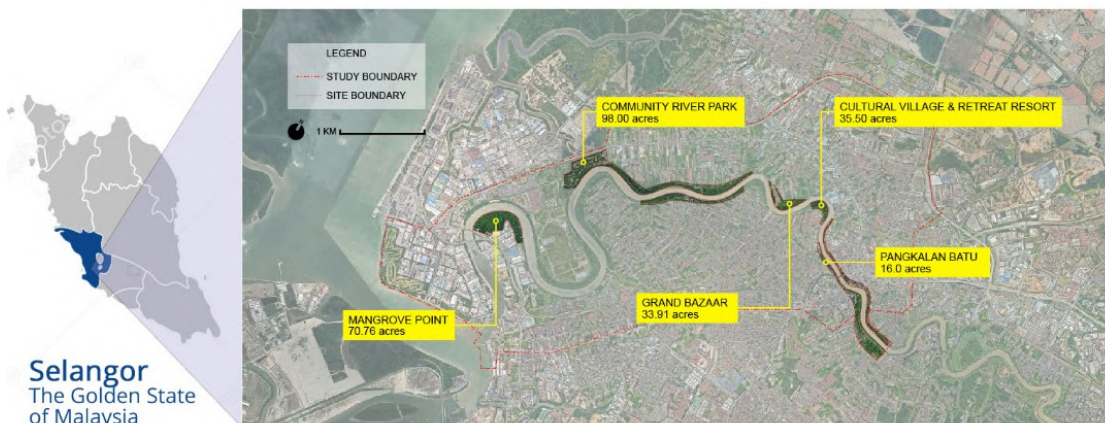 LEGEND
STUDY BOUNDARY
SITE BOUNDARY
1 KM
COMMUNITY RIVER PARK
98.00 acres
CULTURAL VILLAGE & RETREAT RESORT
35.50 acres
PANGKALAN BATU
16.0 acres
GRAND BAZAAR
33.91 acres
MANGROVE POINT
70.76 acres
Selangor
The Golden State
of Malaysia